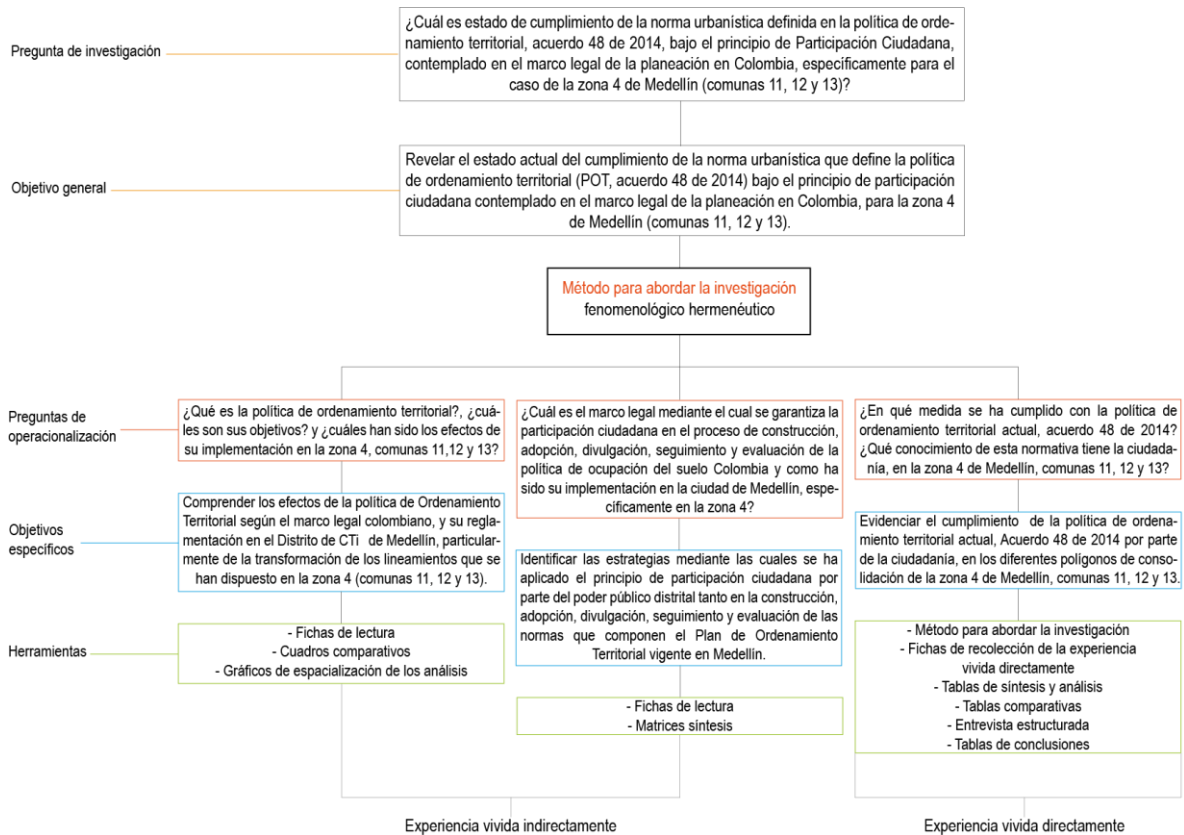 Pregunta de investigación
¿Cuál es estado de cumplimiento de la norma urbanística definida en la política de orde-
namiento territorial, acuerdo 48 de 2014, bajo el principio de Participación Ciudadana,
contemplado en el marco legal de la planeación en Colombia, específicamente para el
caso de la zona 4 de Medellín (comunas 11, 12 y 13)?
Objetivo general
Revelar el estado actual del cumplimiento de la norma urbanística que define la política
de ordenamiento territorial (POT, acuerdo 48 de 2014) bajo el principio de participación
ciudadana contemplado en el marco legal de la planeación en Colombia, para la zona 4
de Medellín (comunas 11, 12 y 13).
Método para abordar la investigación
fenomenológico hermenéutico
Preguntas de
operacionalización
¿Qué es la política de ordenamiento territorial?, ¿cuá-
les son sus objetivos? y ¿cuáles han sido los efectos de
su implementación en la zona 4, comunas 11,12 y 13?
¿Cuál es el marco legal mediante el cual se garantiza la
participación ciudadana en el proceso de construcción,
adopción, divulgación, seguimiento y evaluación de la
política de ocupación del suelo Colombia y como ha
sido su implementación en la ciudad de Medellín, espe-
cíficamente en la zona 4?
¿En qué medida se ha cumplido con la política de
ordenamiento territorial actual, acuerdo 48 de 2014?
¿Qué conocimiento de esta normativa tiene la ciudada-
nía, en la zona 4 de Medellín, comunas 11, 12 y 13?
Objetivos
específicos
Comprender los efectos de la política de Ordenamiento
Territorial según el marco legal colombiano, y su regla-
mentación en el Distrito de CTi de Medellín, particular-
mente de la transformación de los lineamientos que se
han dispuesto en la zona 4 (comunas 11, 12 y 13).
Identificar las estrategias mediante las cuales se ha
aplicado el principio de participación ciudadana por
parte del poder público distrital tanto en la construcción,
adopción, divulgación, seguimiento y evaluación de las
normas que componen el Plan de Ordenamiento
Territorial vigente en Medellín.
Evidenciar el cumplimiento de la política de ordena-
miento territorial actual, Acuerdo 48 de 2014 por parte
de la ciudadanía, en los diferentes polígonos de conso-
lidación de la zona 4 de Medellín, comunas 11, 12 y 13.
Herramientas
- Fichas de lectura
- Cuadros comparativos
- Gráficos de espacialización de los análisis
- Fichas de lectura
- Matrices síntesis
- Método para abordar la investigación
- Fichas de recolección de la experiencia
vivida directamente
- Tablas de síntesis y análisis
- Tablas comparativas
- Entrevista estructurada
- Tablas de conclusiones
Experiencia vivida indirectamente
Experiencia vivida directamente